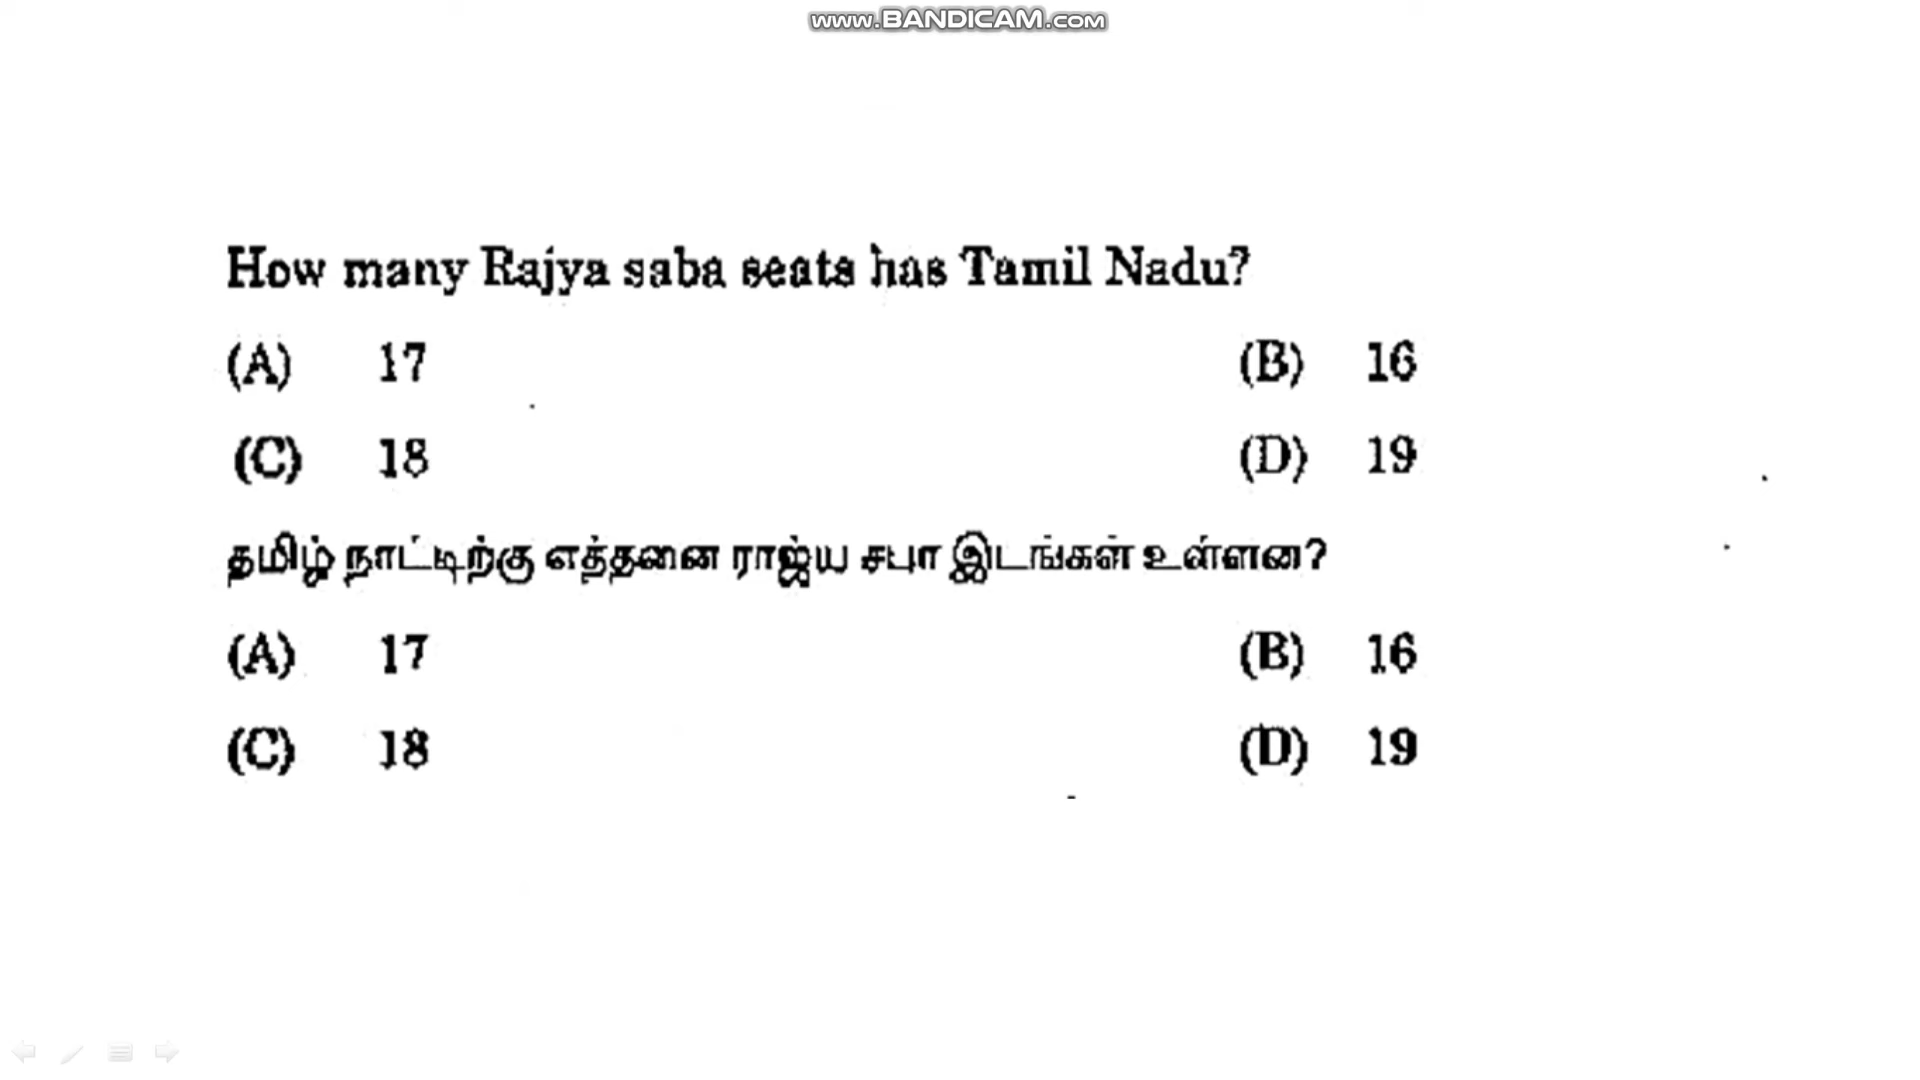 www.BANDICAM.com
How many Rajya saba seats has Tamil Nadu?
(A) 17 (B) 16
(C) 18 (D) 19
தமிழ் நாட்டிற்கு எத்தனை ராஜ்ய சபா இடங்கள் உள்ளன?
(A) 17 (B) 16
(C) 18 (D) 19